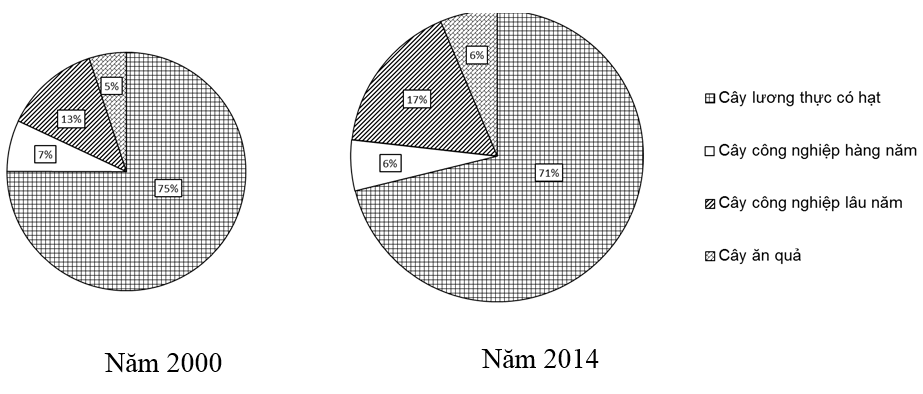 5%
13%
7%
75%
Năm 2000
6%
17%
6%
71%
Năm 2014
Cây lương thực có hạt
Cây công nghiệp hàng năm
Cây công nghiệp lâu năm
Cây ăn quả